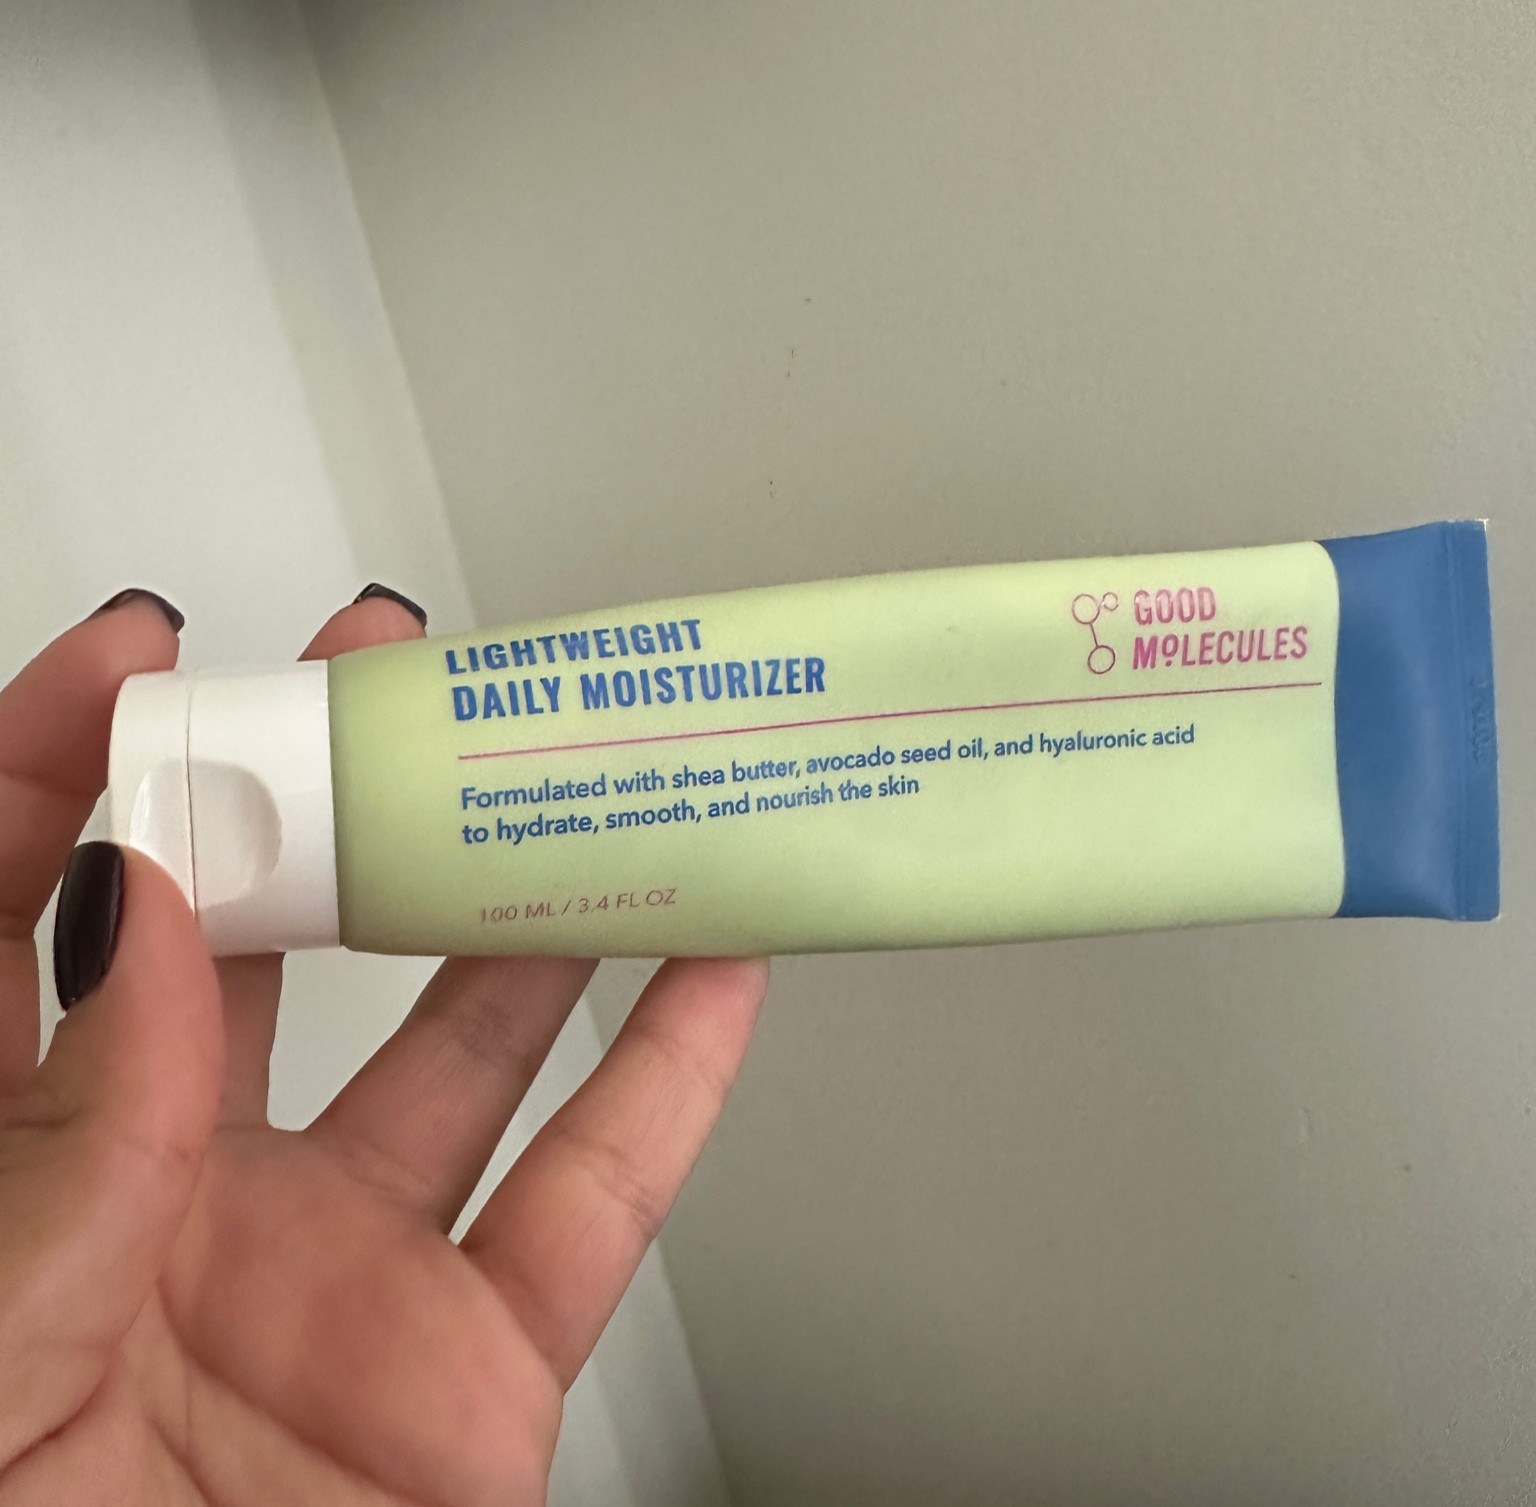 LIGHTWEIGHT
DAILY MOISTURIZER
GOOD
MOLECULES
Formulated with shea butter, avocado seed oil, and hyaluronic acid
to hydrate, smooth, and nourish the skin
100 ML / 3.4 FL OZ